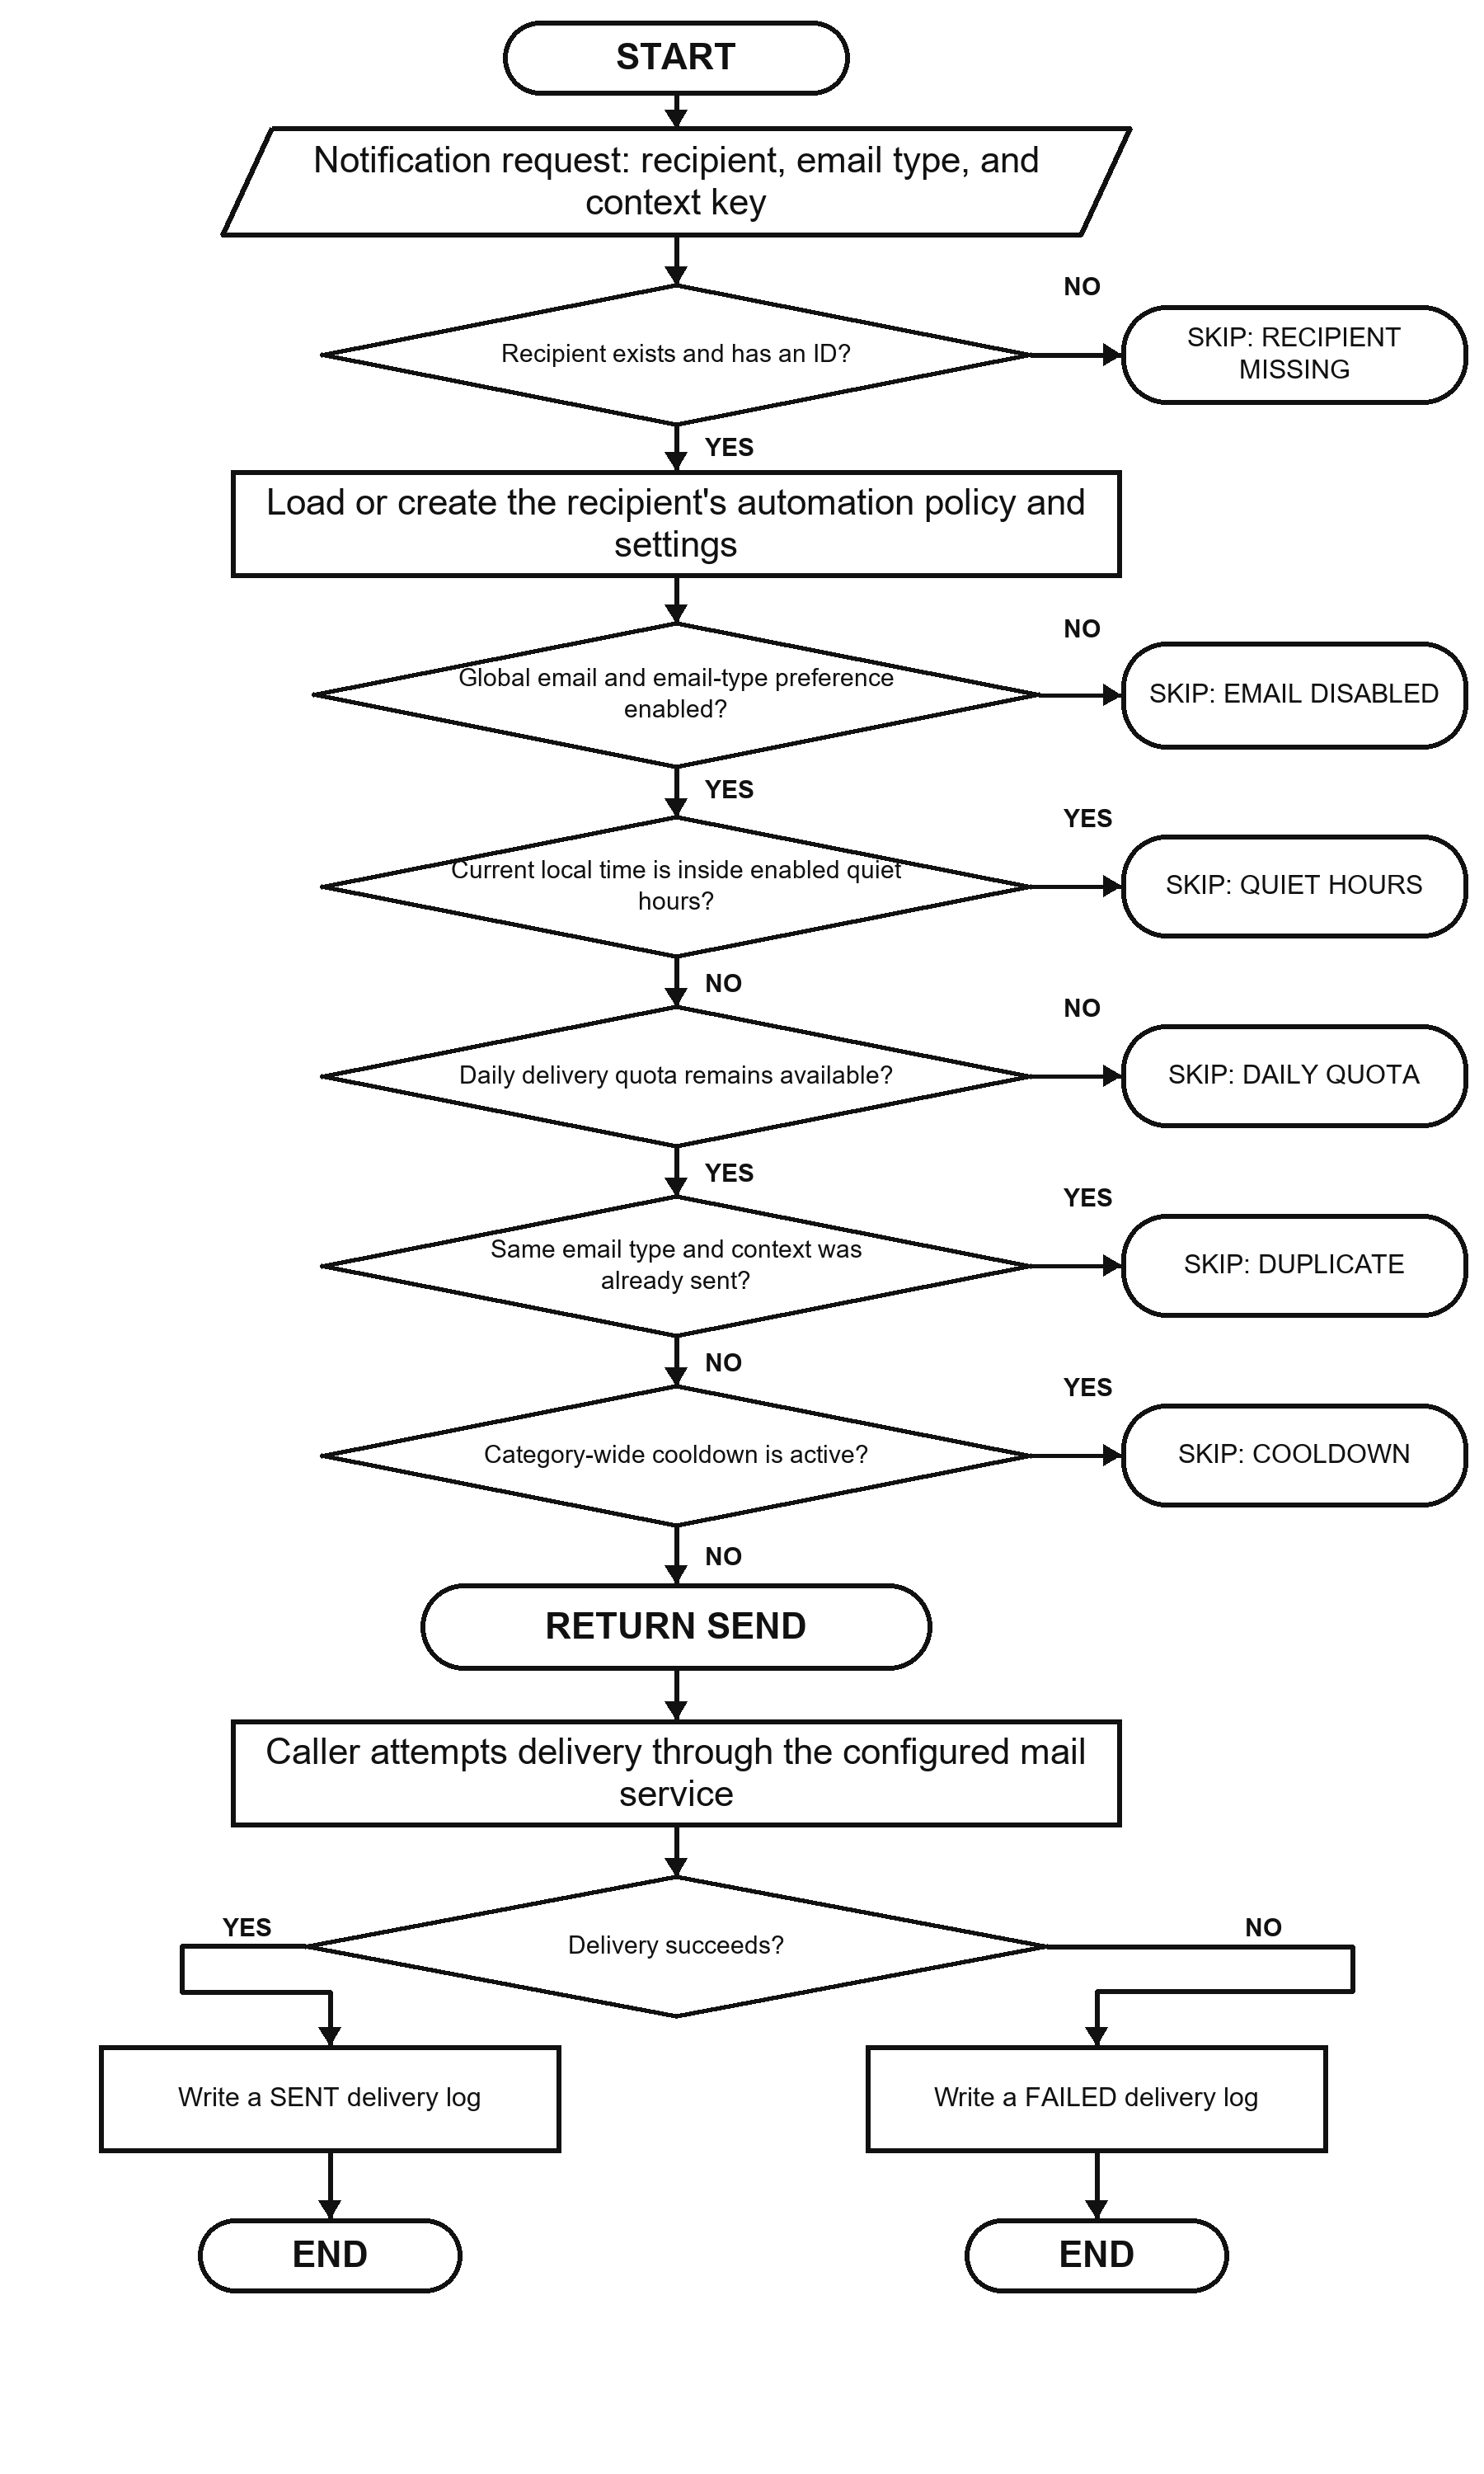 START
Notification request: recipient, email type, and
context key
NO
Recipient exists and has an ID?
SKIP: RECIPIENT
MISSING
YES
Load or create the recipient's automation policy and
settings
NO
Global email and email-type preference
enabled?
SKIP: EMAIL DISABLED
YES
YES
Current local time is inside enabled quiet
hours?
SKIP: QUIET HOURS
NO
NO
Daily delivery quota remains available?
SKIP: DAILY QUOTA
YES
YES
Same email type and context was
already sent?
SKIP: DUPLICATE
NO
YES
Category-wide cooldown is active?
SKIP: COOLDOWN
NO
RETURN SEND
Caller attempts delivery through the configured mail
service
YES
NO
Delivery succeeds?
Write a SENT delivery log
Write a FAILED delivery log
END
END